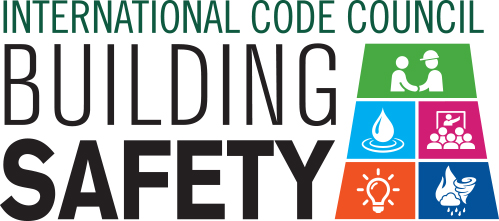 INTERNATIONAL CODE COUNCIL
BUILDING
SAFETY